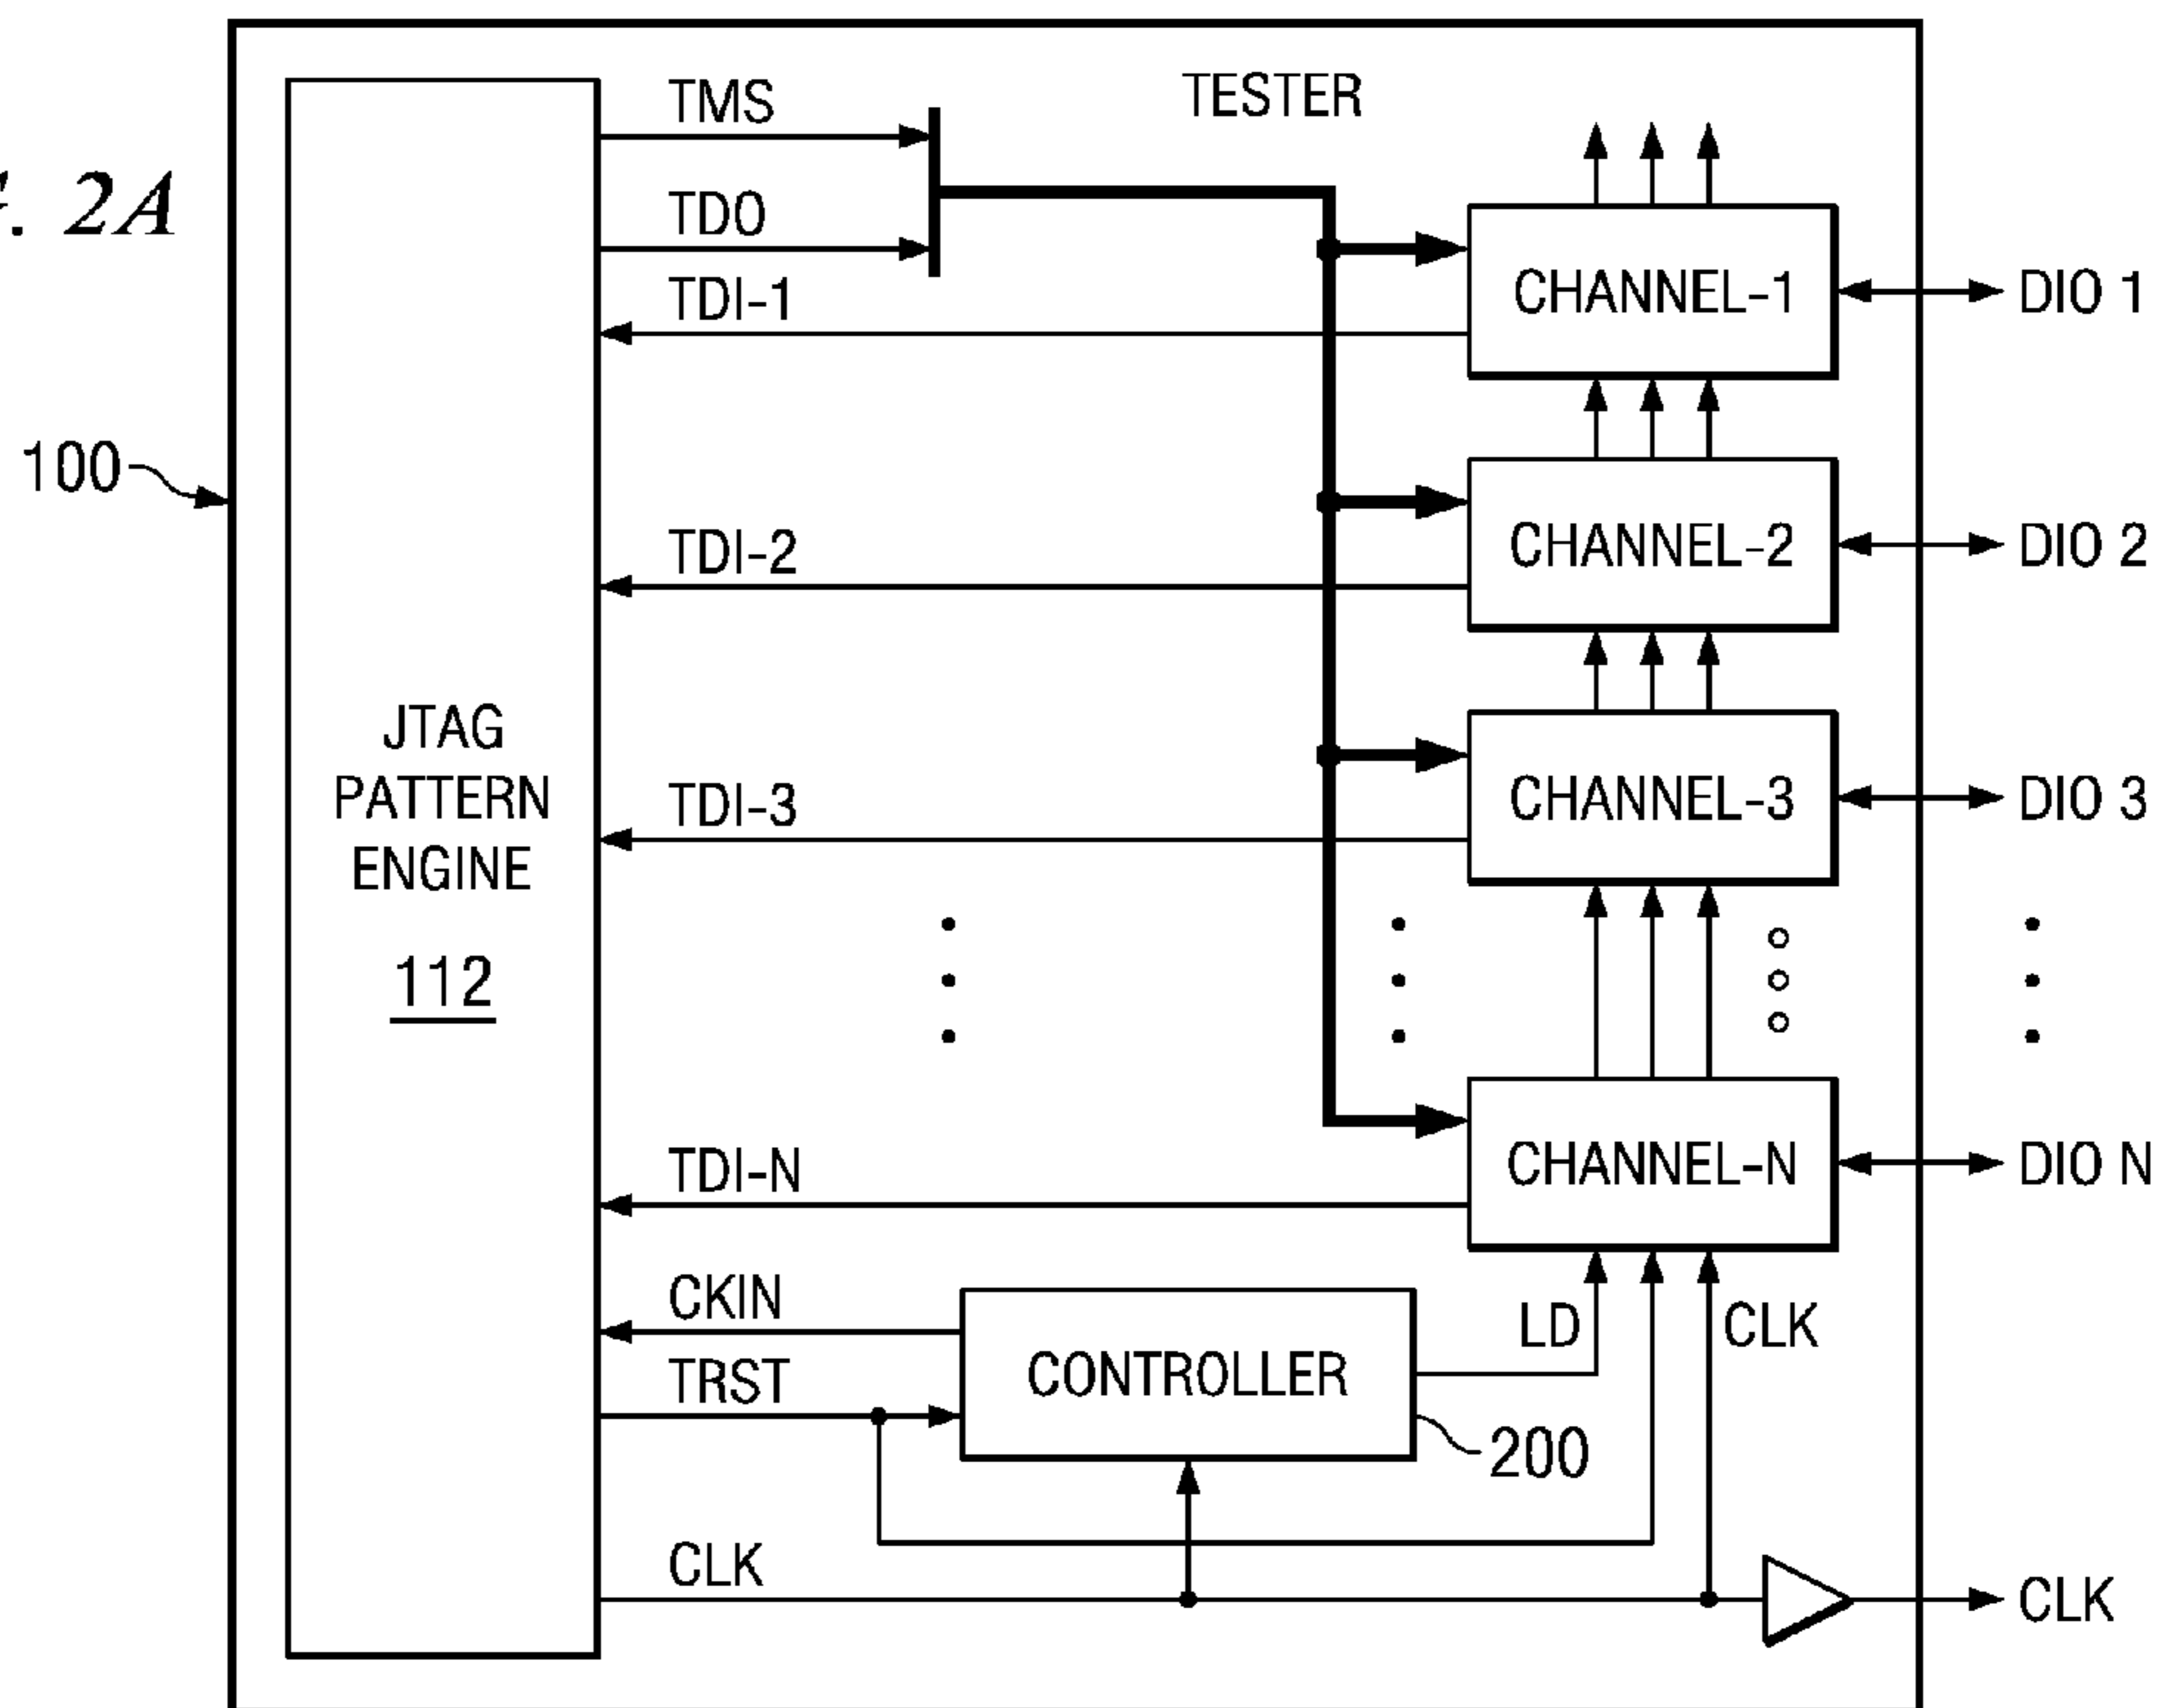 . 2A
TMS
TESTER
TDO
TDI-1
CHANNEL-1
DIO 1
100
TDI-2
CHANNEL-2
DIO 2
JTAG
PATTERN
ENGINE
112
TDI-3
CHANNEL-3
DIO 3
TDI-N
CHANNEL-N
DIO N
CKIN
CONTROLLER
LD
CLK
TRST
200
CLK
CLK